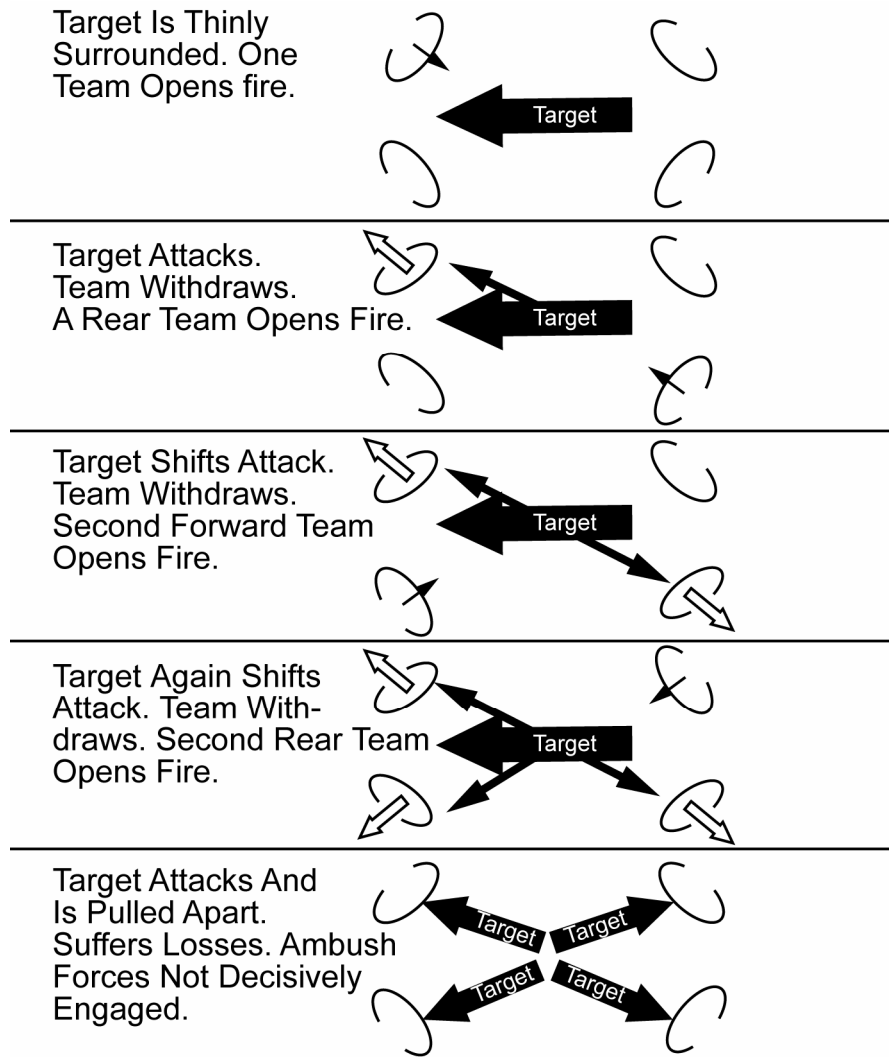 Target Is Thinly
Surrounded. One
Team Opens fire.
Target
Target Attacks.
Team Withdraws.
A Rear Team Opens Fire.
Target
Target Shifts Attack.
Team Withdraws.
Second Forward Team
Opens Fire.
Target
Target Again Shifts
Attack. Team With-
draws. Second Rear Team
Opens Fire.
Target
Target Attacks And
Is Pulled Apart.
Suffers Losses. Ambush
Forces Not Decisively
Engaged.
Target
Target
Target
Target